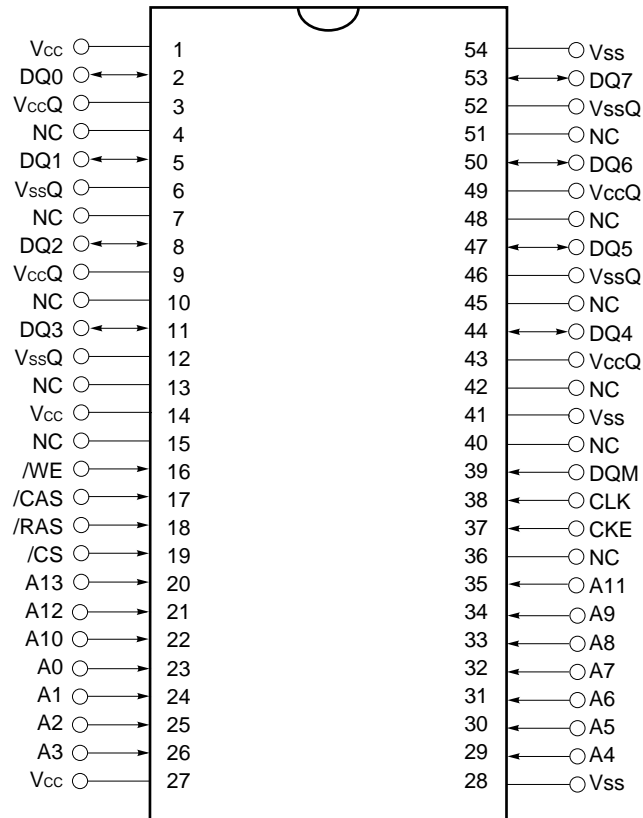 Vcc 1 54 Vss
DQ0 2 53 DQ7
VccQ 3 52 VssQ
NC 4 51 NC
DQ1 5 50 DQ6
VssQ 6 49 VccQ
NC 7 48 NC
DQ2 8 47 DQ5
VccQ 9 46 VssQ
NC 10 45 NC
DQ3 11 44 DQ4
VssQ 12 43 VccQ
NC 13 42 NC
Vcc 14 41 Vss
NC 15 40 NC
/WE 16 39 DQM
/CAS 17 38 CLK
/RAS 18 37 CKE
/CS 19 36 NC
A13 20 35 A11
A12 21 34 A9
A10 22 33 A8
A0 23 32 A7
A1 24 31 A6
A2 25 30 A5
A3 26 29 A4
Vcc 27 28 Vss